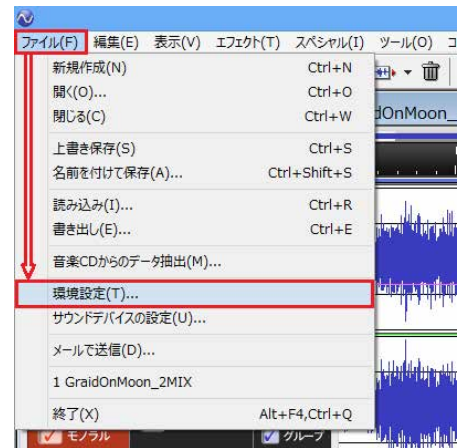 ファイル(F) 編集(E) 表示(V) エフェクト(T) スペシャル(I) ツール(O)
新規作成(N) Ctrl+N
開く(O)... Ctrl+O
閉じる(C) Ctrl+W
dOnMoon_
上書き保存(S) Ctrl+S
名前を付けて保存(A)... Ctrl+Shift+S
読み込み(I)... Ctrl+R
書き出し(E)... Ctrl+E
音楽CDからのデータ抽出(M)...
環境設定(T)...
サウンドデバイスの設定(U)...
メールで送信(D)...
1 GraidOnMoon_2MIX
終了(X) Alt+F4,Ctrl+Q
モノラル グループ